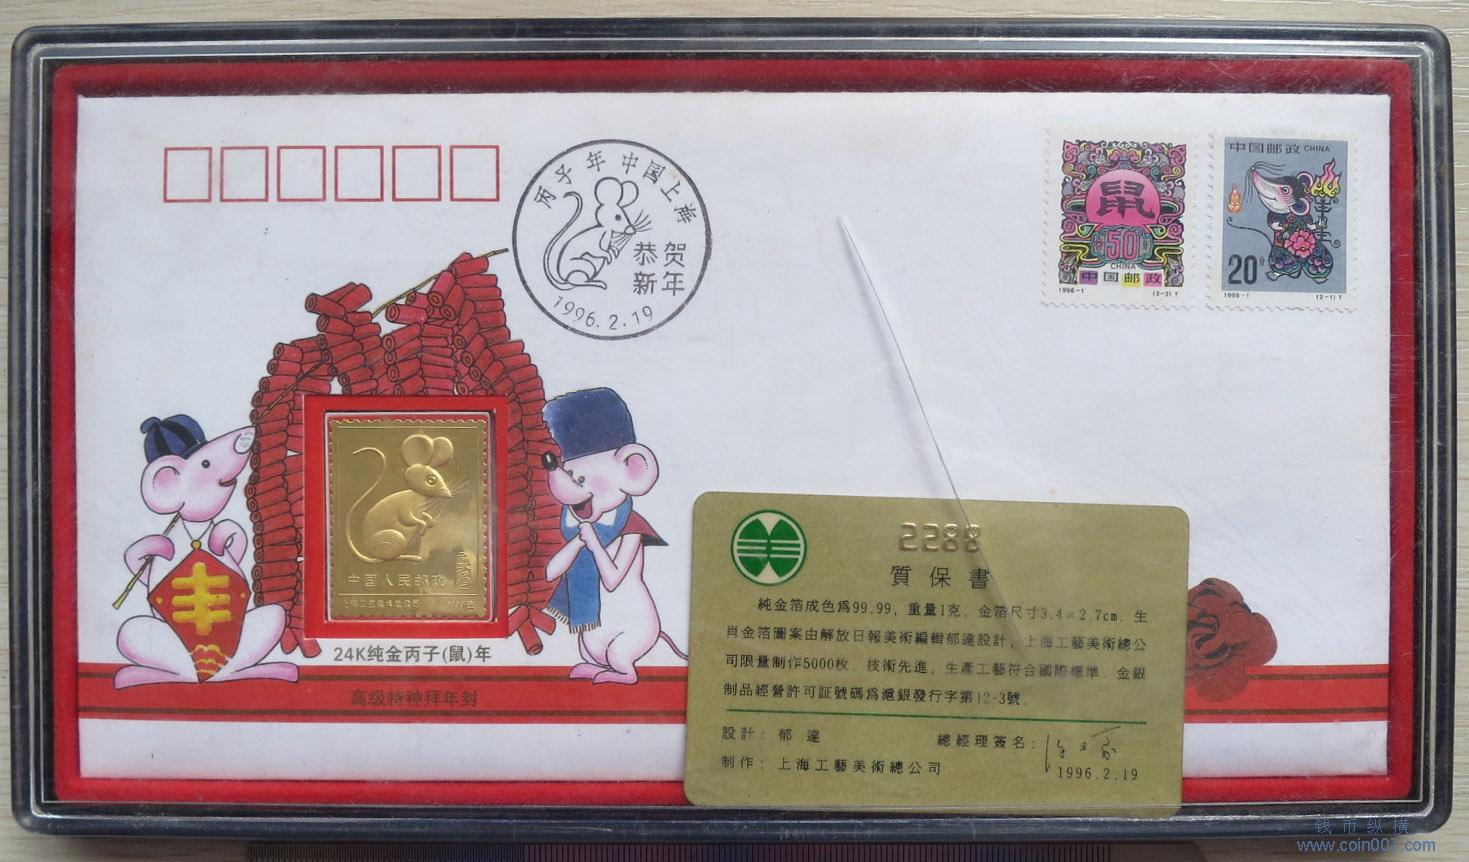 丙子年 中国上海
恭贺
新年
1996.2.19
鼠
50分
CHINA
中国邮政
1996-1
(2-2)T
中国邮政 CHINA
20分
1996-1
(2-1)T
丰
中国人民邮政
24K纯金丙子(鼠)年
高级特种拜年封
2288
質保書
純金箔成色爲99.99，重量1克，金箔尺寸3.4×2.7cm．生
肖金箔圖案由解放日報美術編輯郁達設計，上海工藝美術總公
司限量制作5000枚．技術先進，生產工藝符合國際標準．金銀
制品經營許可証號碼爲滬銀發行字第12-3號．
設計：郁達
總經理簽名：
制作：上海工藝美術總公司
1996.2.19
钱币纵横
www.coin007.com